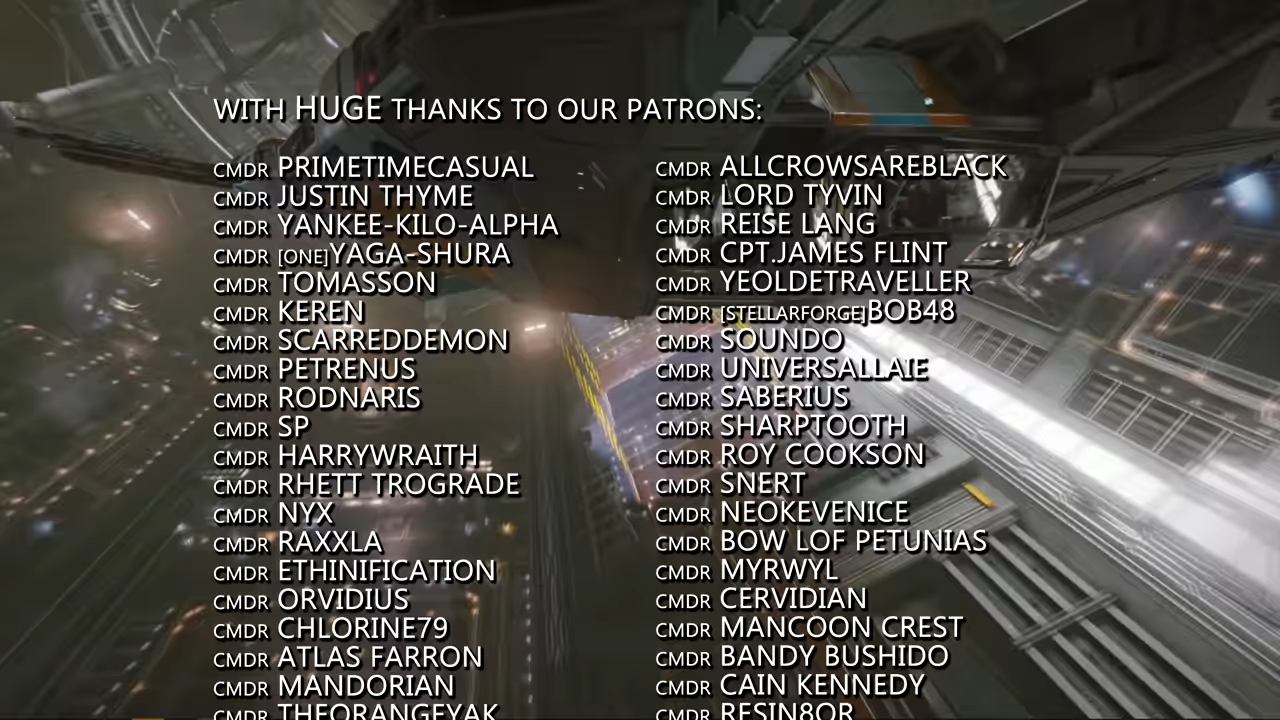 WITH HUGE THANKS TO OUR PATRONS:
CMDR PRIMETIMECASUAL
CMDR JUSTIN THYME
CMDR YANKEE-KILO-ALPHA
CMDR [ONE]YAGA-SHURA
CMDR TOMASSON
CMDR KEREN
CMDR SCARREDDEMON
CMDR PETRENUS
CMDR RODNARIS
CMDR SP
CMDR HARRYWRAITH
CMDR RHETT TROGRADE
CMDR NYX
CMDR RAXXLA
CMDR ETHINIFICATION
CMDR ORVIDIUS
CMDR CHLORINE79
CMDR ATLAS FARRON
CMDR MANDORIAN
CMDR THEORANGEYAK
CMDR ALLCROWSAREBLACK
CMDR LORD TYVIN
CMDR REISE LANG
CMDR CPT.JAMES FLINT
CMDR YEOLDETRAVELLER
CMDR [STELLARFORGE]BOB48
CMDR SOUNDO
CMDR UNIVERSALLAIE
CMDR SABERIUS
CMDR SHARPTOOTH
CMDR ROY COOKSON
CMDR SNERT
CMDR NEOKEVENICE
CMDR BOW LOF PETUNIAS
CMDR MYRWYL
CMDR CERVIDIAN
CMDR MANCOON CREST
CMDR BANDY BUSHIDO
CMDR CAIN KENNEDY
CMDR RESIN8OR